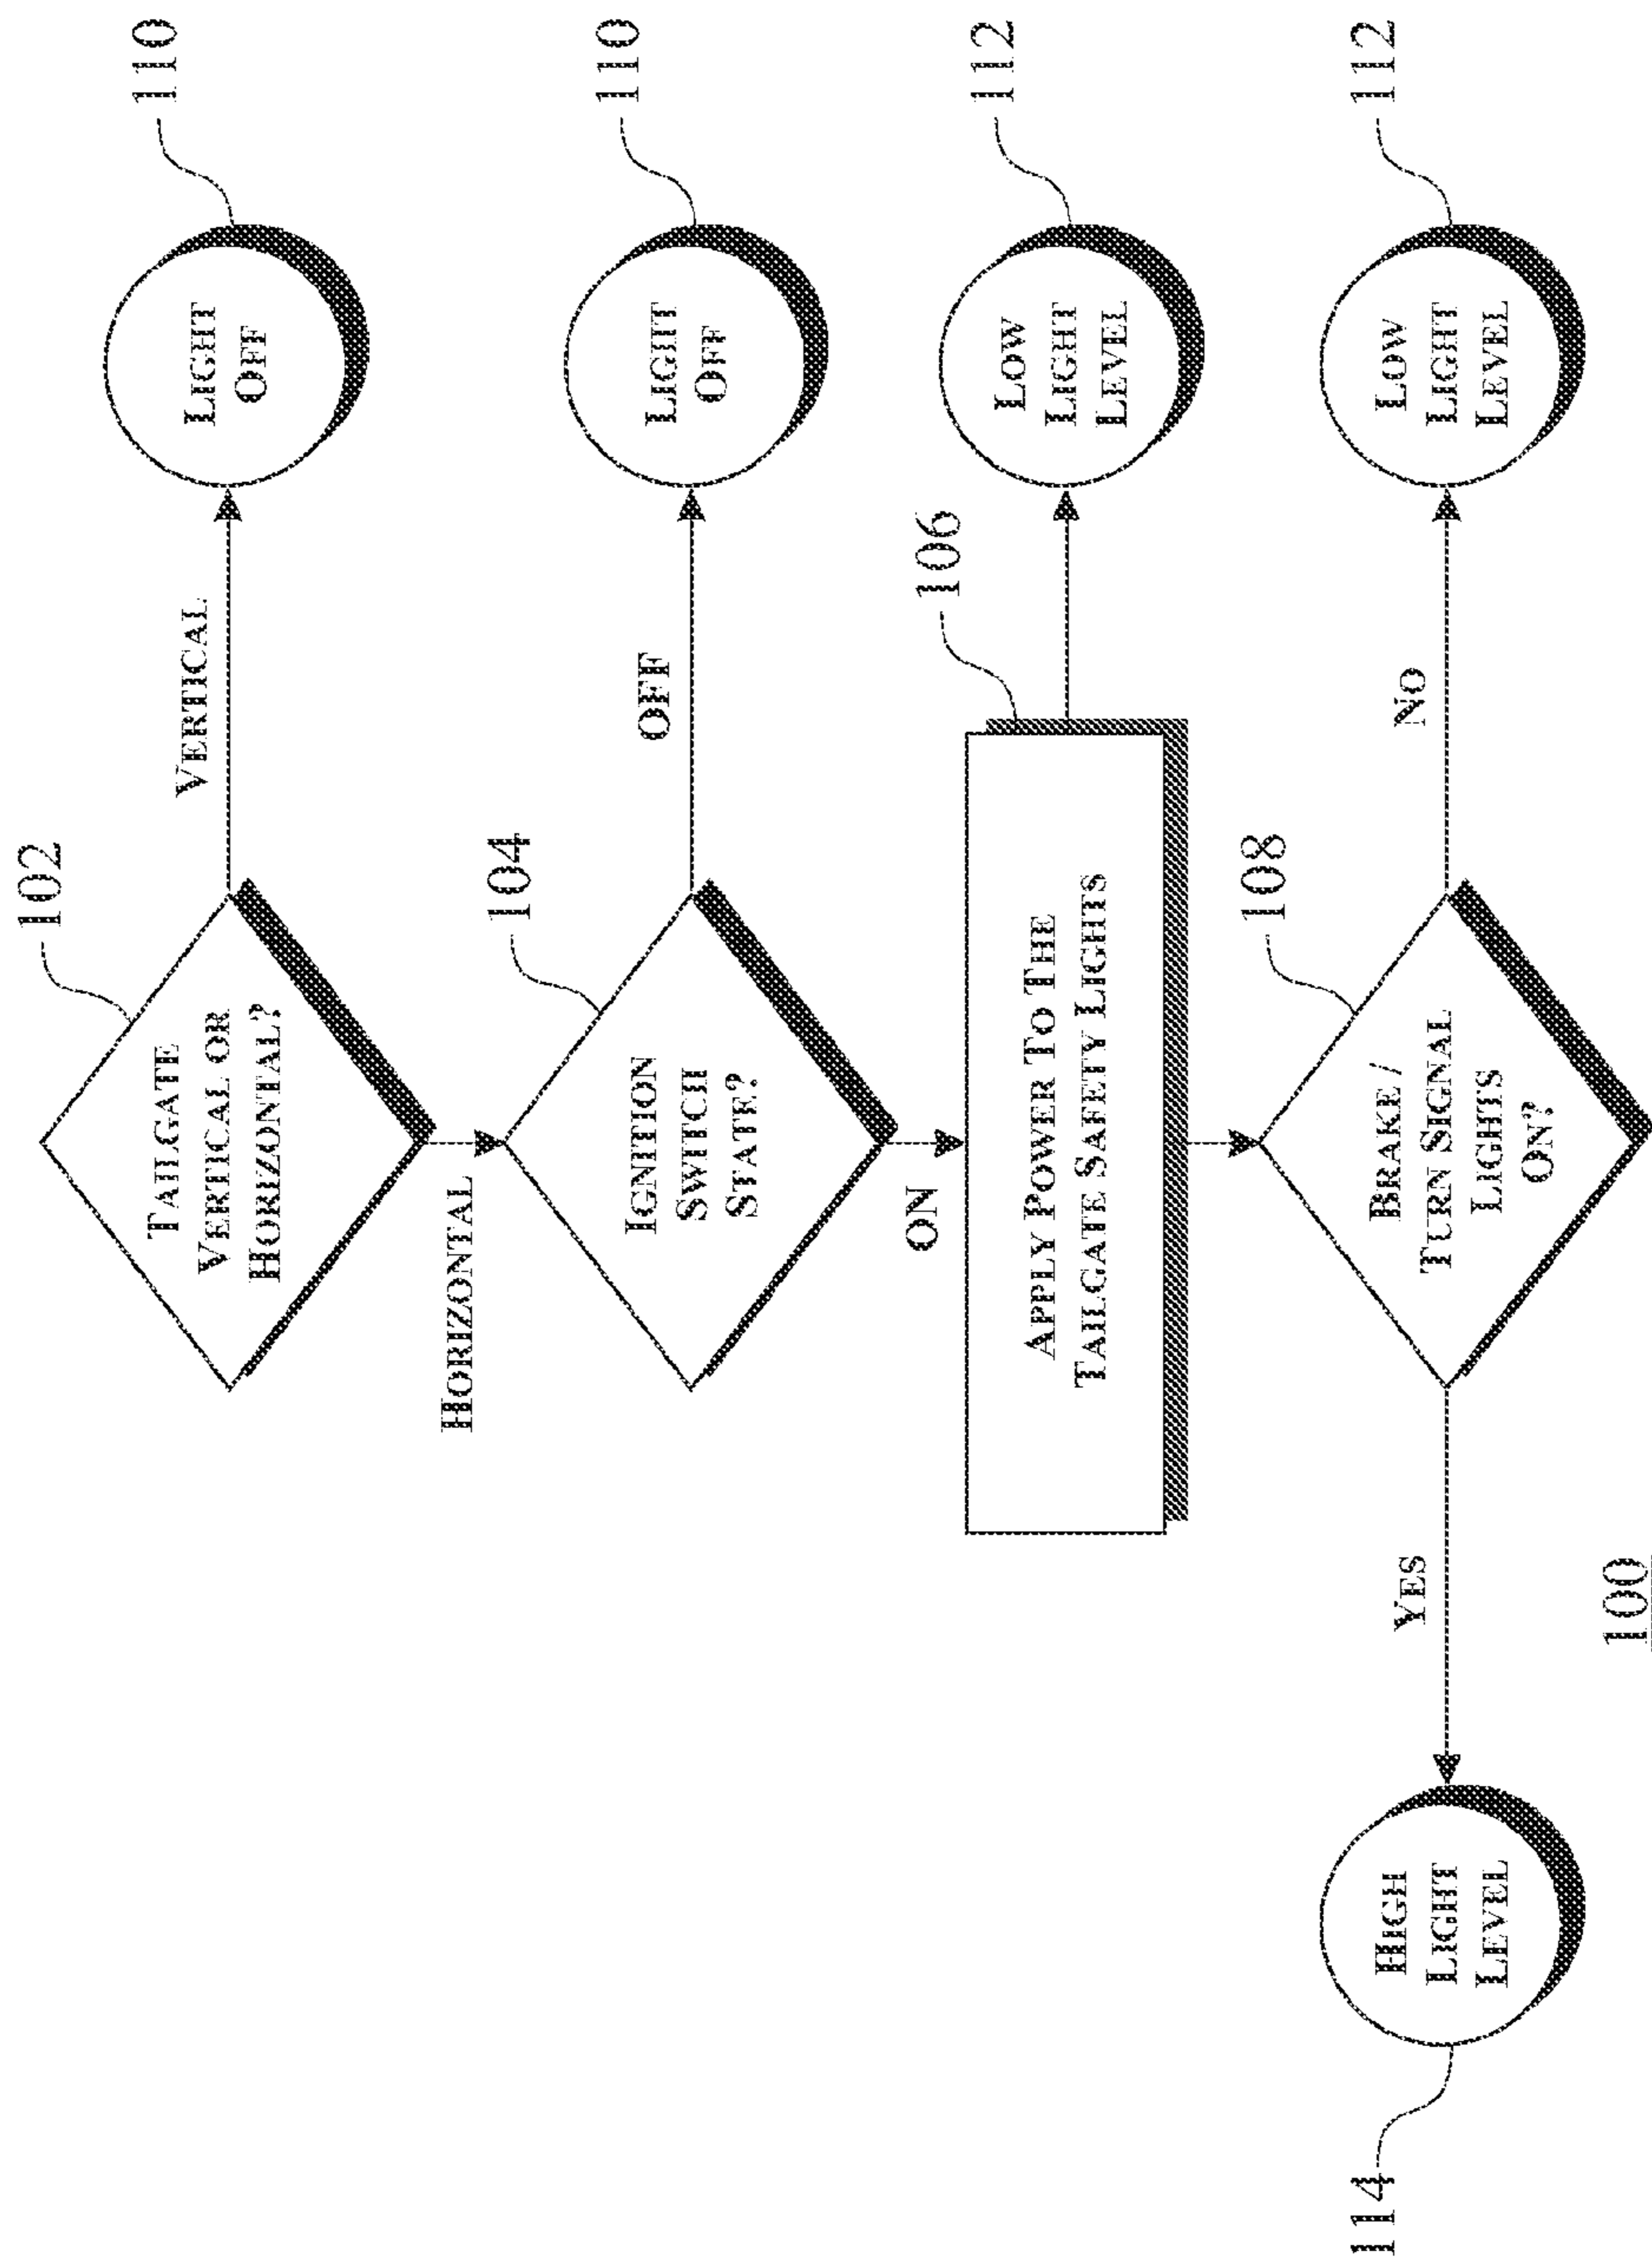 102
TAILGATE
VERTICAL OR
HORIZONTAL?
VERTICAL
LIGHT
OFF
110
HORIZONTAL
104
IGNITION
SWITCH
STATE?
OFF
LIGHT
OFF
110
ON
106
APPLY POWER TO THE
TAILGATE SAFETY LIGHTS
LOW
LIGHT
LEVEL
112
108
BRAKE /
TURN SIGNAL
LIGHTS
ON?
NO
LOW
LIGHT
LEVEL
112
YES
HIGH
LIGHT
LEVEL
114
100